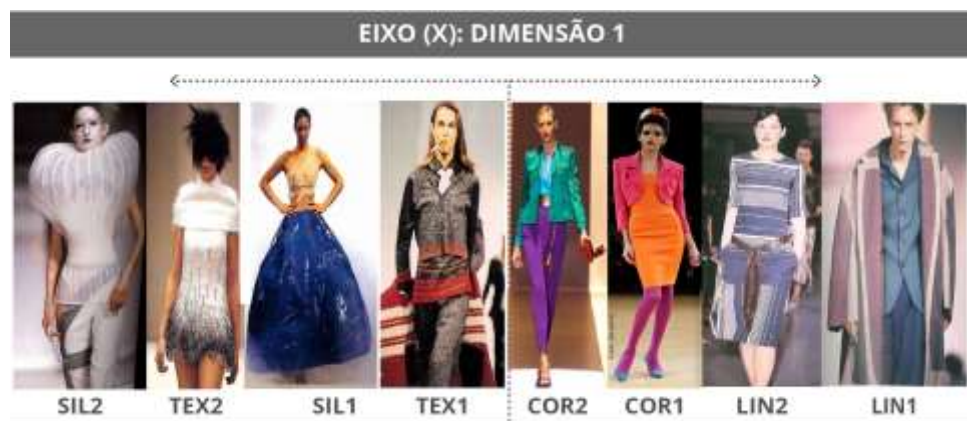 EIXO (X): DIMENSÃO 1
SIL2 TEX2 SIL1 TEX1 COR2 COR1 LIN2 LIN1